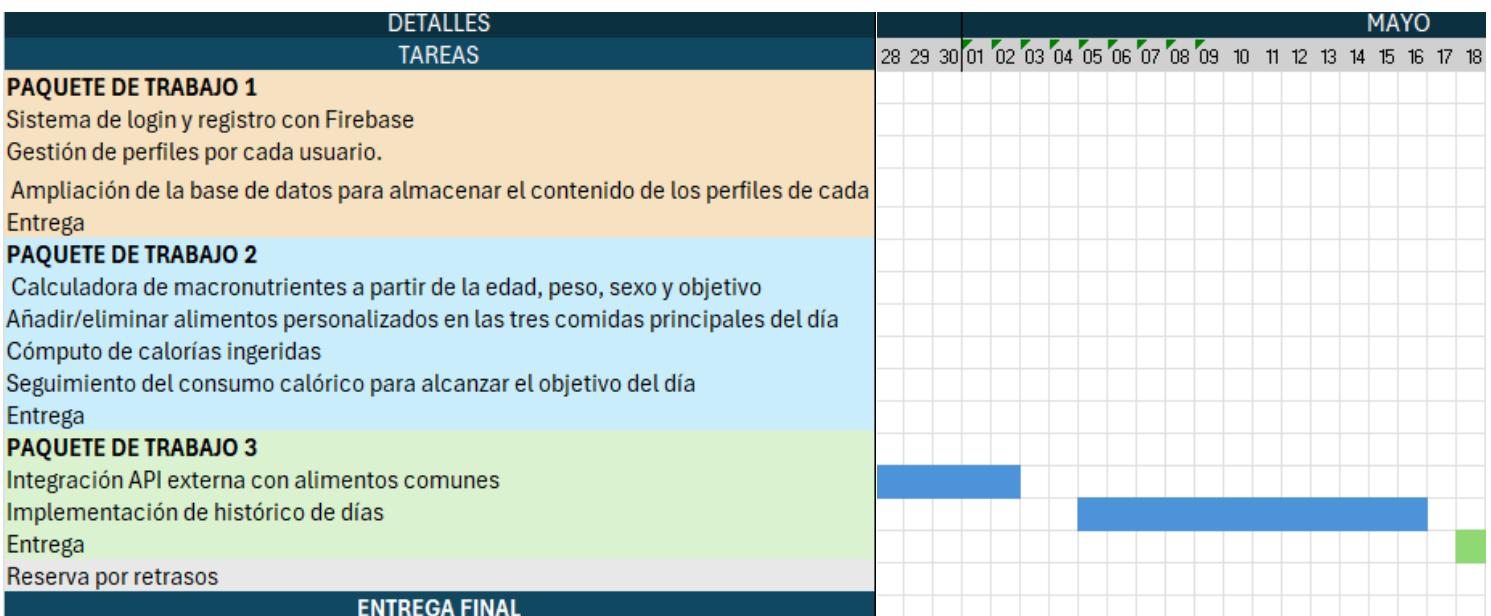 DETALLES
MAYO
TAREAS
28 29 30 01 02 03 04 05 06 07 08 09 10 11 12 13 14 15 16 17 18
PAQUETE DE TRABAJO 1
Sistema de login y registro con Firebase
Gestión de perfiles por cada usuario.
Ampliación de la base de datos para almacenar el contenido de los perfiles de cada
Entrega
PAQUETE DE TRABAJO 2
Calculadora de macronutrientes a partir de la edad, peso, sexo y objetivo
Añadir/eliminar alimentos personalizados en las tres comidas principales del día
Cómputo de calorías ingeridas
Seguimiento del consumo calórico para alcanzar el objetivo del día
Entrega
PAQUETE DE TRABAJO 3
Integración API externa con alimentos comunes
Implementación de histórico de días
Entrega
Reserva por retrasos
ENTREGA FINAL